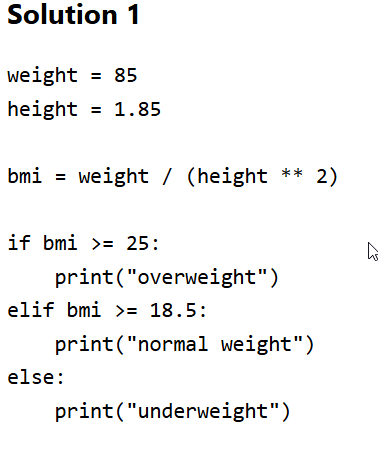 Solution 1
weight = 85
height = 1.85
bmi = weight / (height ** 2)
if bmi >= 25:
    print("overweight")
elif bmi >= 18.5:
    print("normal weight")
else:
    print("underweight")